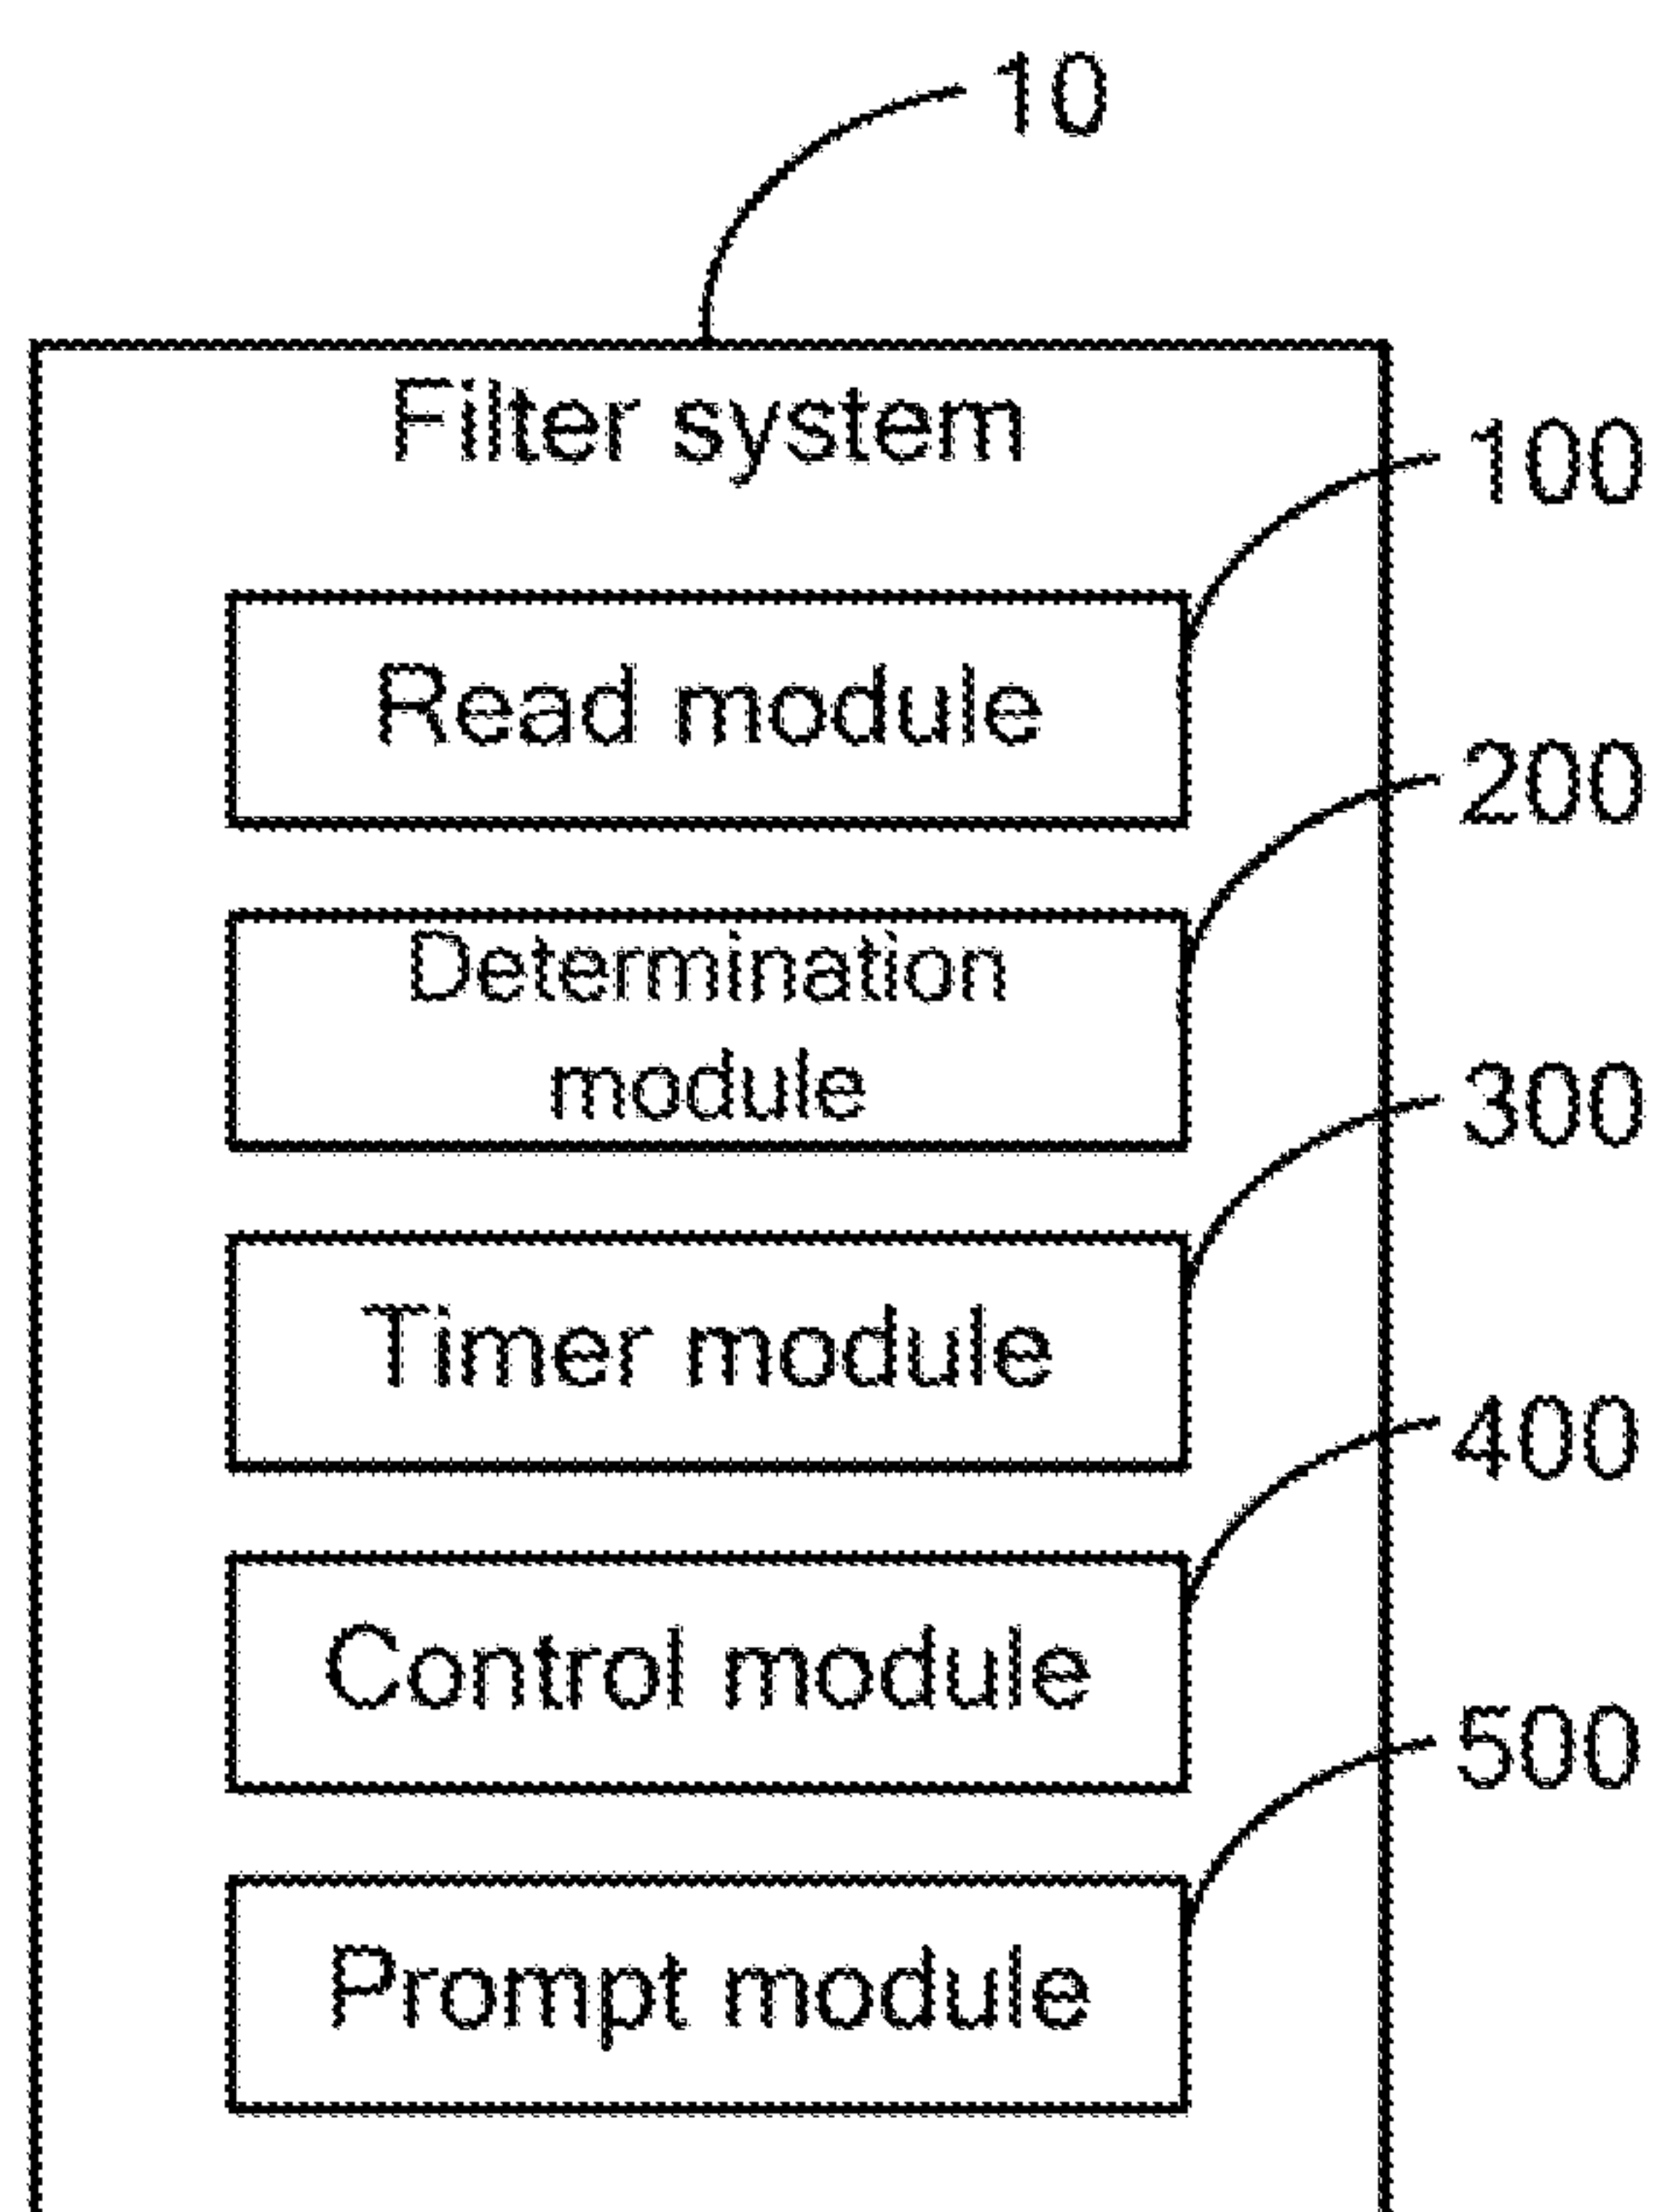 10
Filter system
100
Read module
200
Determination
module
300
Timer module
400
Control module
500
Prompt module